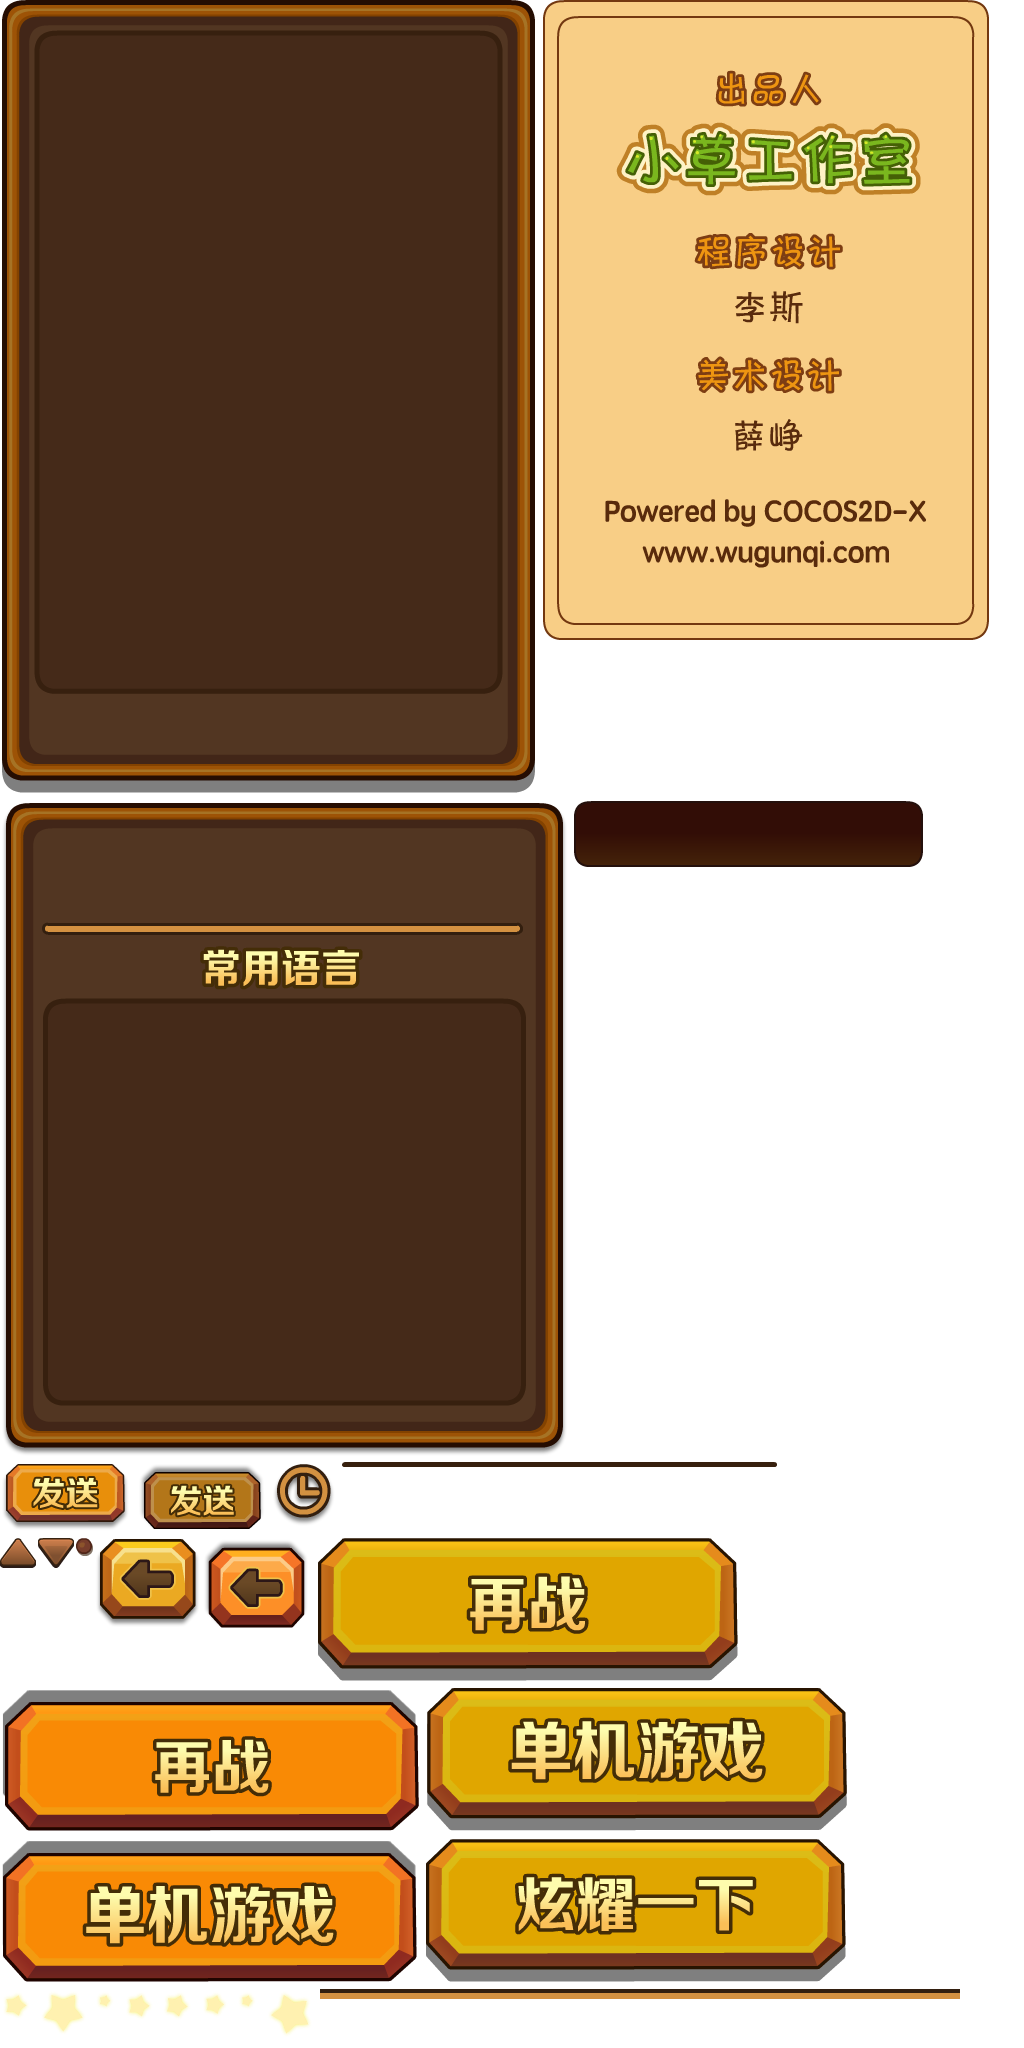 出品人
小草工作室
程序设计
李斯
美术设计
薛峥
Powered by COCOS2D-X
www.wugunqi.com
常用语言
发送
发送
再战
再战
单机游戏
单机游戏
炫耀一下